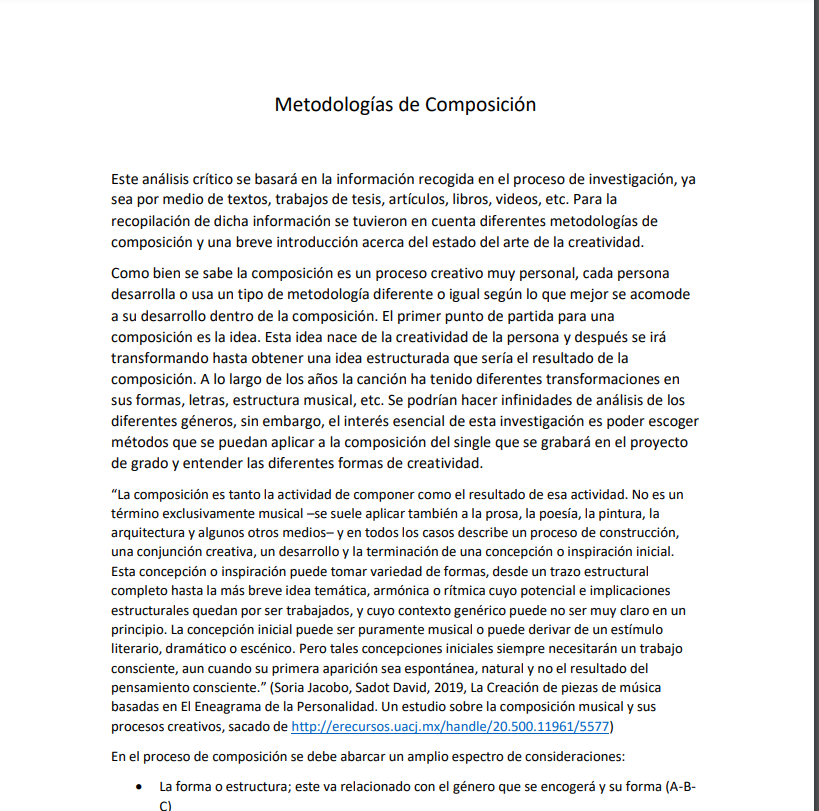 Metodologías de Composición
Este análisis crítico se basará en la información recogida en el proceso de investigación, ya
sea por medio de textos, trabajos de tesis, artículos, libros, videos, etc. Para la
recopilación de dicha información se tuvieron en cuenta diferentes metodologías de
composición y una breve introducción acerca del estado del arte de la creatividad.
Como bien se sabe la composición es un proceso creativo muy personal, cada persona
desarrolla o usa un tipo de metodología diferente o igual según lo que mejor se acomode
a su desarrollo dentro de la composición. El primer punto de partida para una
composición es la idea. Esta idea nace de la creatividad de la persona y después se irá
transformando hasta obtener una idea estructurada que sería el resultado de la
composición. A lo largo de los años la canción ha tenido diferentes transformaciones en
sus formas, letras, estructura musical, etc. Se podrían hacer infinidades de análisis de los
diferentes géneros, sin embargo, el interés esencial de esta investigación es poder escoger
métodos que se puedan aplicar a la composición del single que se grabará en el proyecto
de grado y entender las diferentes formas de creatividad.
“La composición es tanto la actividad de componer como el resultado de esa actividad. No es un
término exclusivamente musical –se suele aplicar también a la prosa, la poesía, la pintura, la
arquitectura y algunos otros medios– y en todos los casos describe un proceso de construcción,
una conjunción creativa, un desarrollo y la terminación de una concepción o inspiración inicial.
Esta concepción o inspiración puede tomar variedad de formas, desde un trazo estructural
completo hasta la más breve idea temática, armónica o rítmica cuyo potencial e implicaciones
estructurales quedan por ser trabajados, y cuyo contexto genérico puede no ser muy claro en un
principio. La concepción inicial puede ser puramente musical o puede derivar de un estímulo
literario, dramático o escénico. Pero tales concepciones iniciales siempre necesitarán un trabajo
consciente, aun cuando su primera aparición sea espontánea, natural y no el resultado del
pensamiento consciente.” (Soria Jacobo, Sadot David, 2019, La Creación de piezas de música
basadas en El Eneagrama de la Personalidad. Un estudio sobre la composición musical y sus
procesos creativos, sacado de http://erecursos.uacj.mx/handle/20.500.11961/5577)
En el proceso de composición se debe abarcar un amplio espectro de consideraciones:
• La forma o estructura; este va relacionado con el género que se encogerá y su forma (A-B-
C)